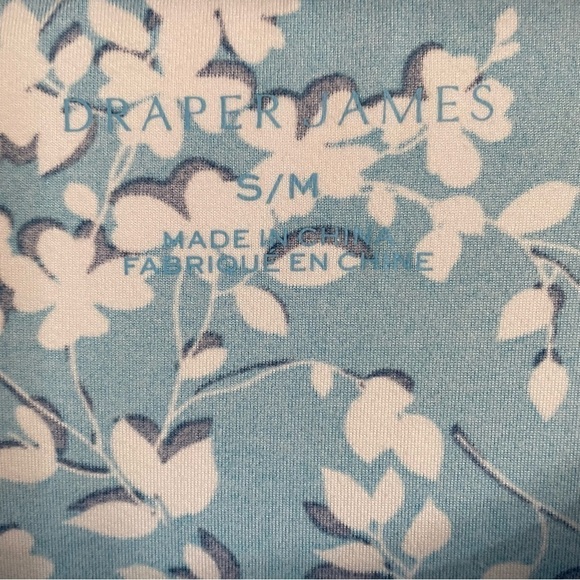 DRAPER JAMES
S/M
MADE IN CHINA
FABRIQUE EN CHINE